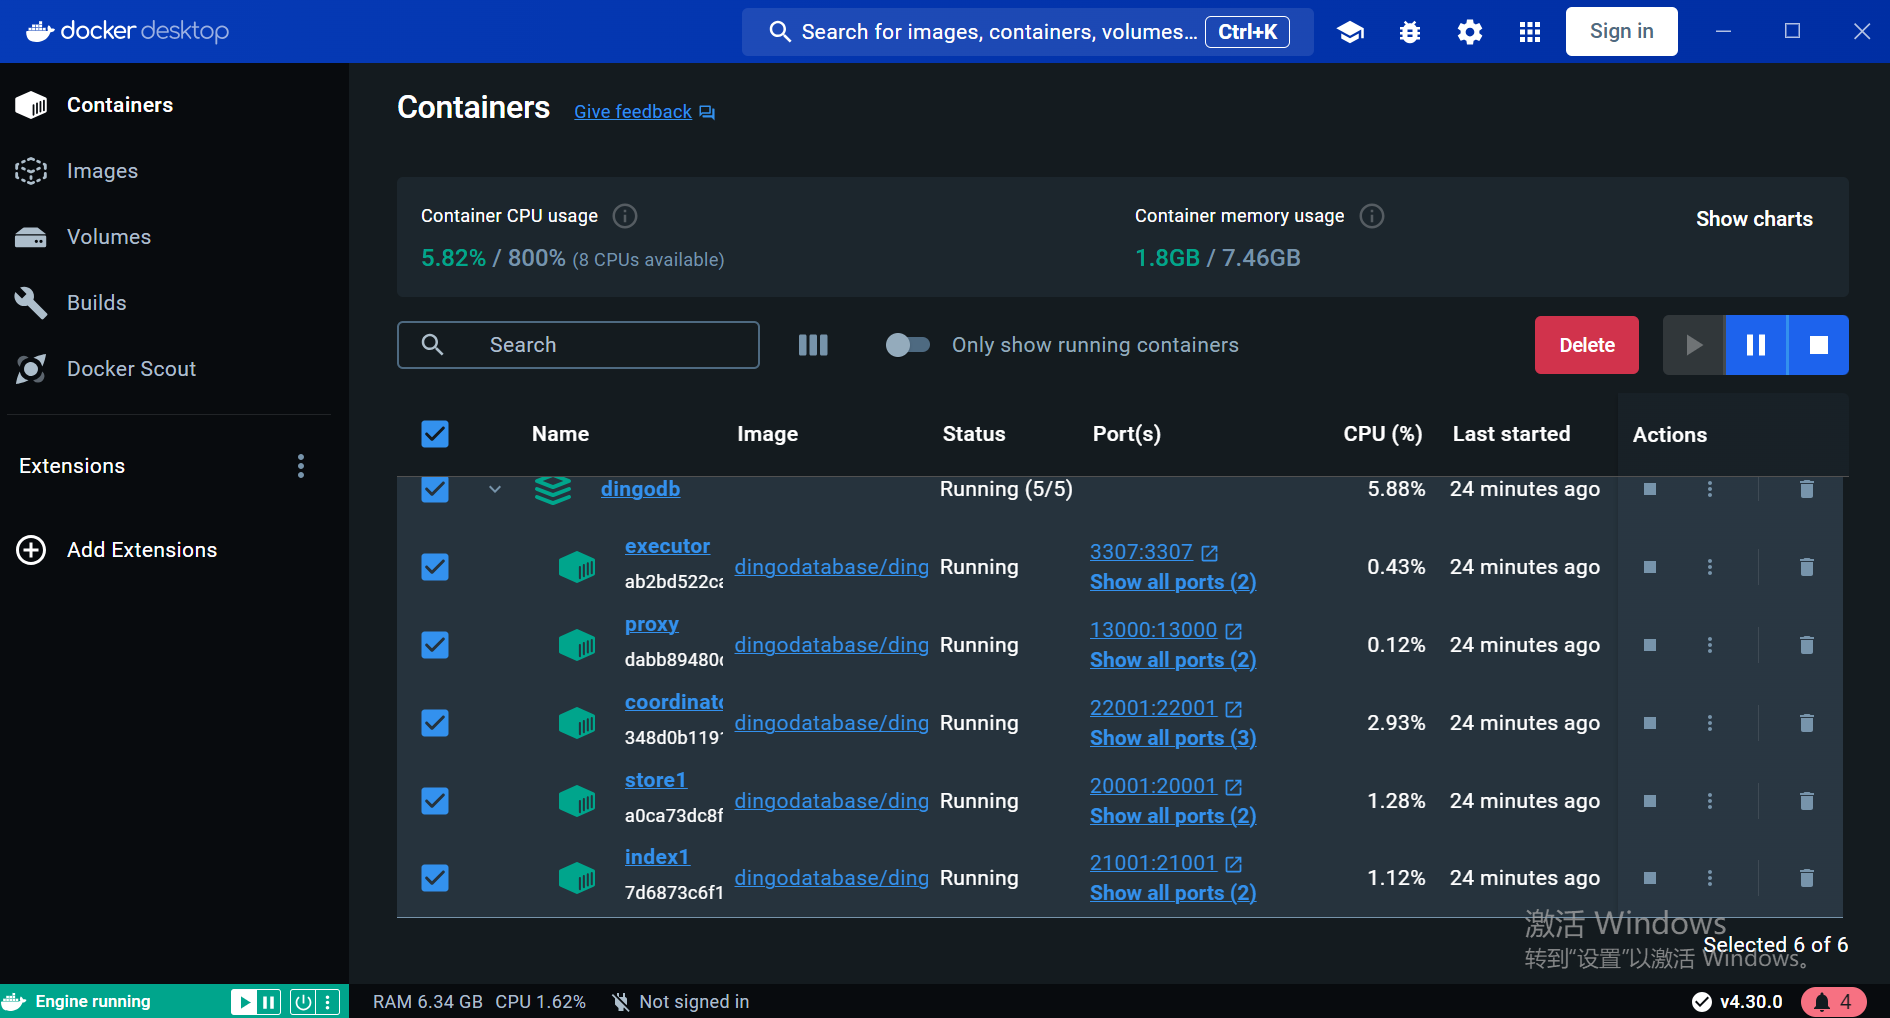 docker desktop
Search for images, containers, volumes... Ctrl+K
Sign in
Containers
Images
Volumes
Builds
Docker Scout
Extensions
Add Extensions
Containers Give feedback
Container CPU usage
5.82% / 800% (8 CPUs available)
Container memory usage
1.8GB / 7.46GB
Show charts
Search
Only show running containers
Delete
Name Image Status Port(s) CPU (%) Last started Actions
dingodb Running (5/5) 5.88% 24 minutes ago
executor
ab2bd522ca
dingodatabase/ding Running
3307:3307
Show all ports (2)
0.43% 24 minutes ago
proxy
dabb89480c
dingodatabase/ding Running
13000:13000
Show all ports (2)
0.12% 24 minutes ago
coordinato
348d0b1191
dingodatabase/ding Running
22001:22001
Show all ports (3)
2.93% 24 minutes ago
store1
a0ca73dc8f
dingodatabase/ding Running
20001:20001
Show all ports (2)
1.28% 24 minutes ago
index1
7d6873c6f1
dingodatabase/ding Running
21001:21001
Show all ports (2)
1.12% 24 minutes ago
激活 Windows
转到“设置”以激活 Windows。
Selected 6 of 6
Engine running
RAM 6.34 GB CPU 1.62% Not signed in
v4.30.0
4